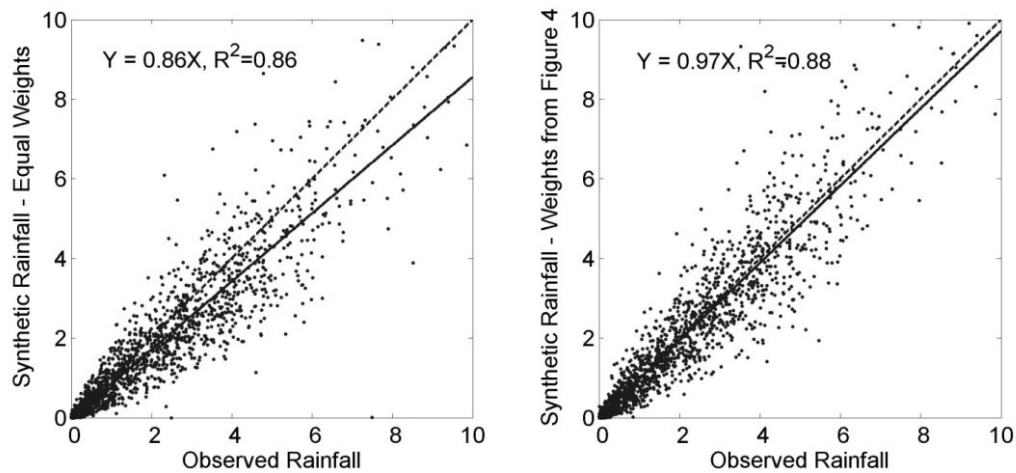 Y = 0.86X, R²=0.86
Synthetic Rainfall - Equal Weights
10
8
6
4
2
0
0 2 4 6 8 10
Observed Rainfall
Y = 0.97X, R²=0.88
Synthetic Rainfall - Weights from Figure 4
10
8
6
4
2
0
0 2 4 6 8 10
Observed Rainfall